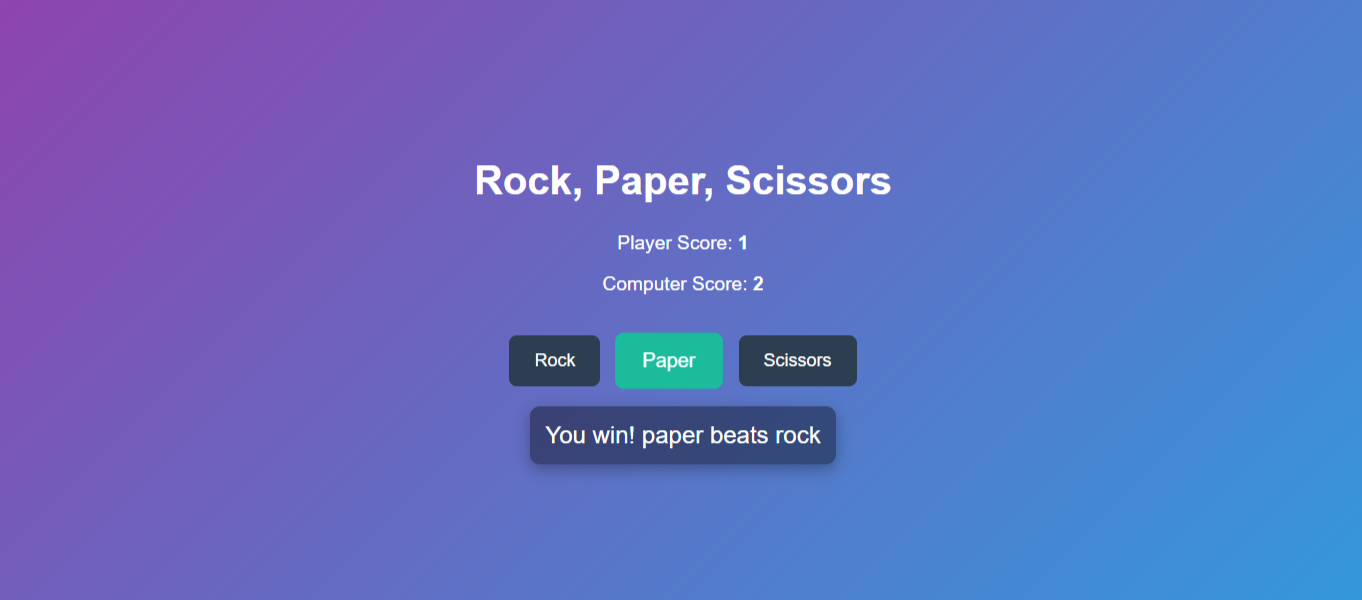 Rock, Paper, Scissors
Player Score: 1
Computer Score: 2
Rock Paper Scissors
You win! paper beats rock